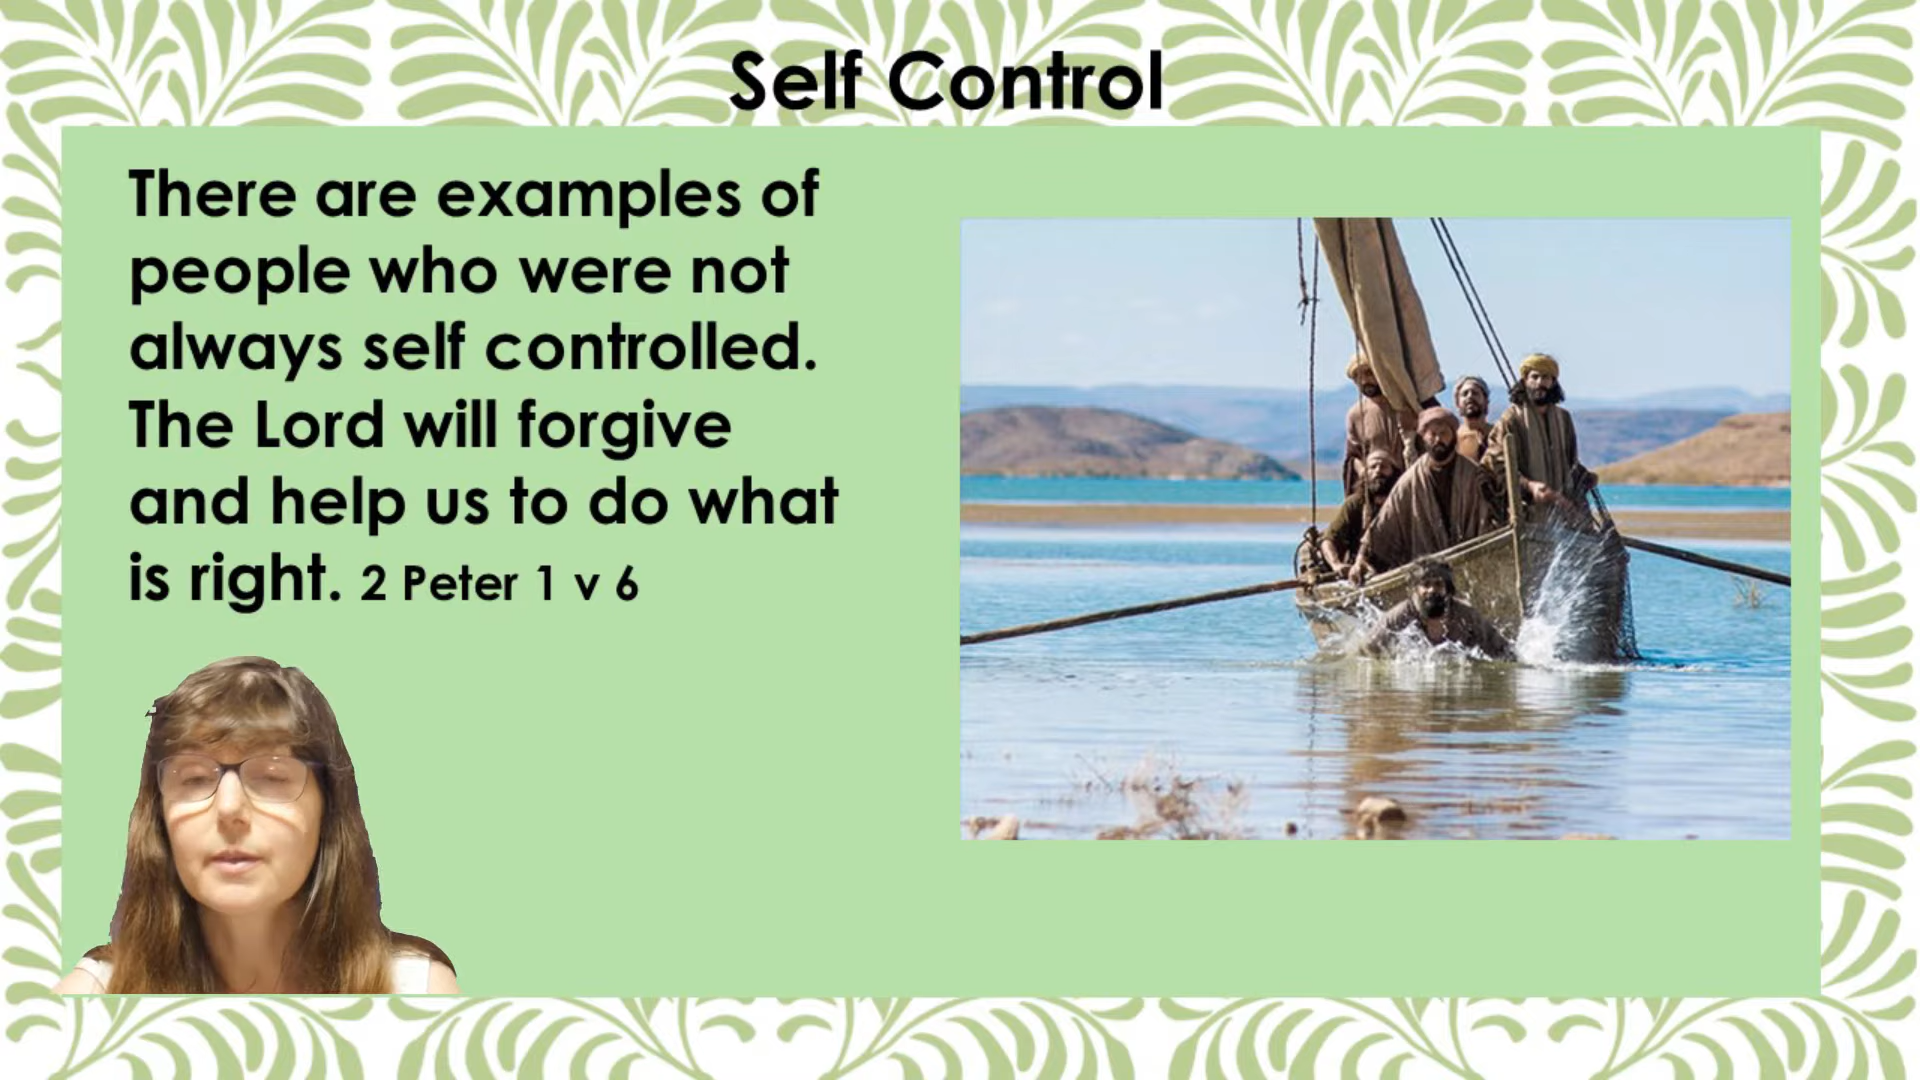 Self Control
There are examples of
people who were not
always self controlled.
The Lord will forgive
and help us to do what
is right. 2 Peter 1 v 6